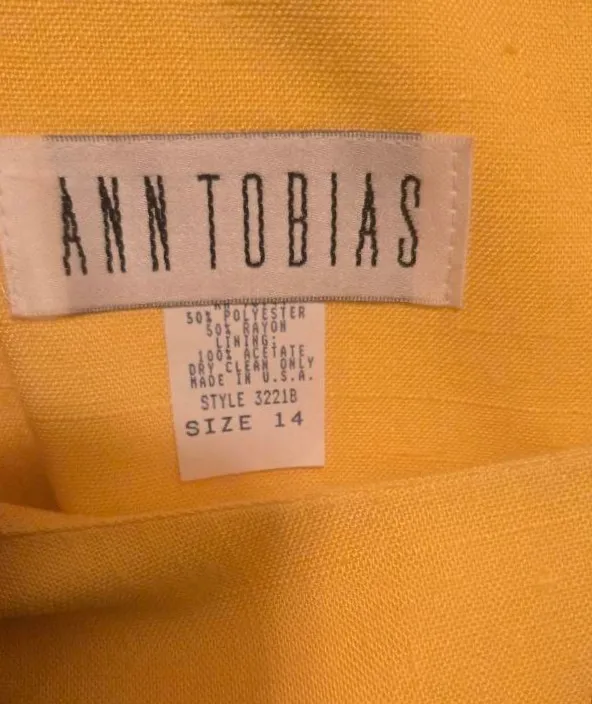 ANN TOBIAS
50% POLYESTER
50% RAYON
LINING:
100% ACETATE
DRY CLEAN ONLY
MADE IN U.S.A.
STYLE 3221B
SIZE 14